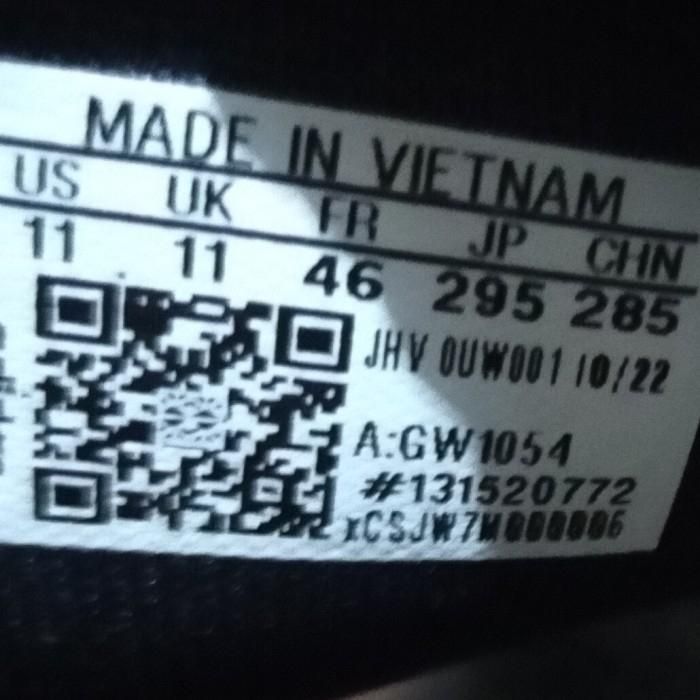 MADE IN VIETNAM
US UK FR JP CHN
11 11 46 295 285
JHV 0UW001 10/22
A:GW1054
#131520772